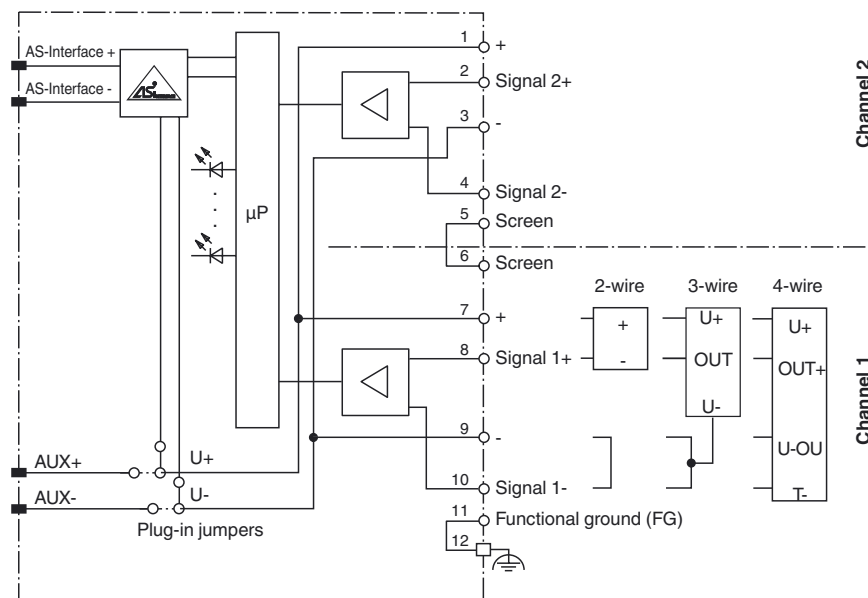 AS-Interface +
AS-Interface -
µP
1
+
2
Signal 2+
3
-
4
Signal 2-
5
Screen
6
Screen
Channel 2
7
+
8
Signal 1+
9
-
10
Signal 1-
11
Functional ground (FG)
12
2-wire
3-wire
4-wire
+
-
U+
OUT
U-
U+
OUT+
U-OU
T-
Channel 1
AUX+
U+
AUX-
U-
Plug-in jumpers